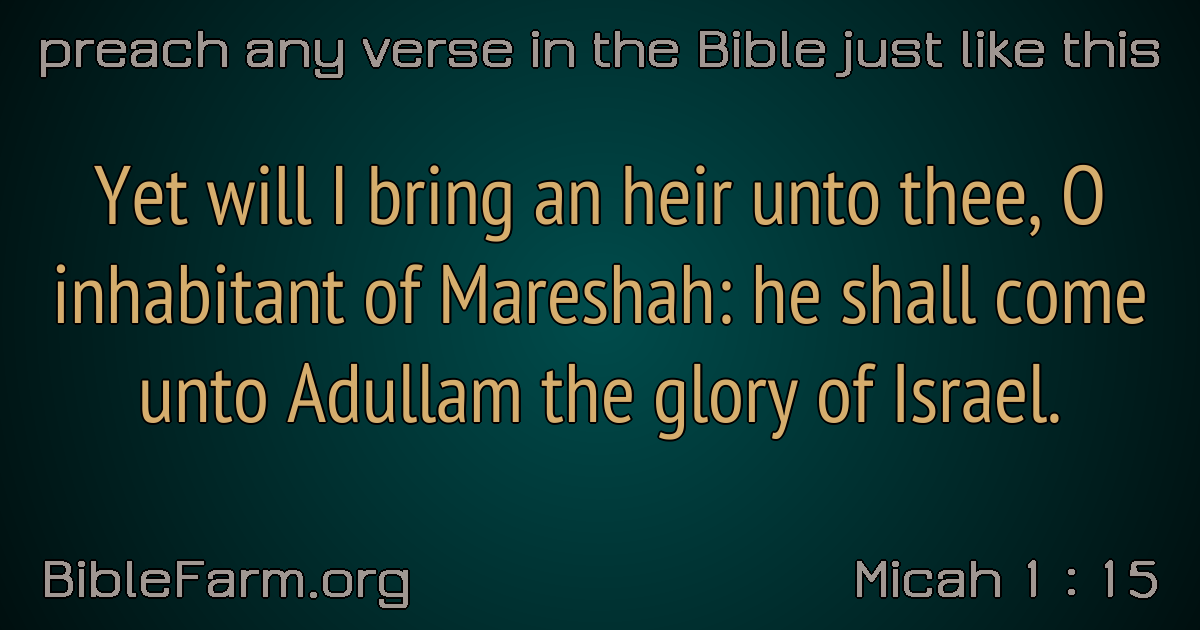 preach any verse in the Bible just like this
Yet will I bring an heir unto thee, O
inhabitant of Mareshah: he shall come
unto Adullam the glory of Israel.
BibleFarm.org
Micah 1 : 15